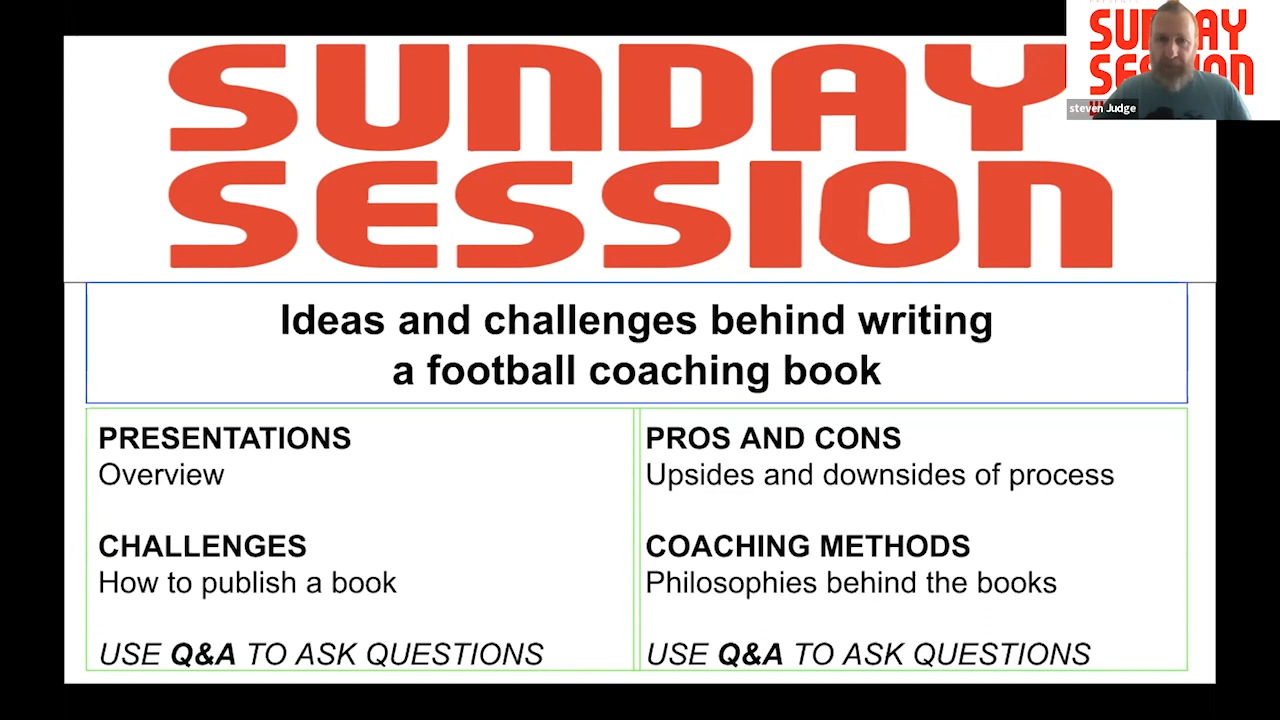 SUNDAY
SESSION
SUNDAY
SESSION
steven Judge
Ideas and challenges behind writing
a football coaching book
PRESENTATIONS
Overview
CHALLENGES
How to publish a book
USE Q&A TO ASK QUESTIONS
PROS AND CONS
Upsides and downsides of process
COACHING METHODS
Philosophies behind the books
USE Q&A TO ASK QUESTIONS